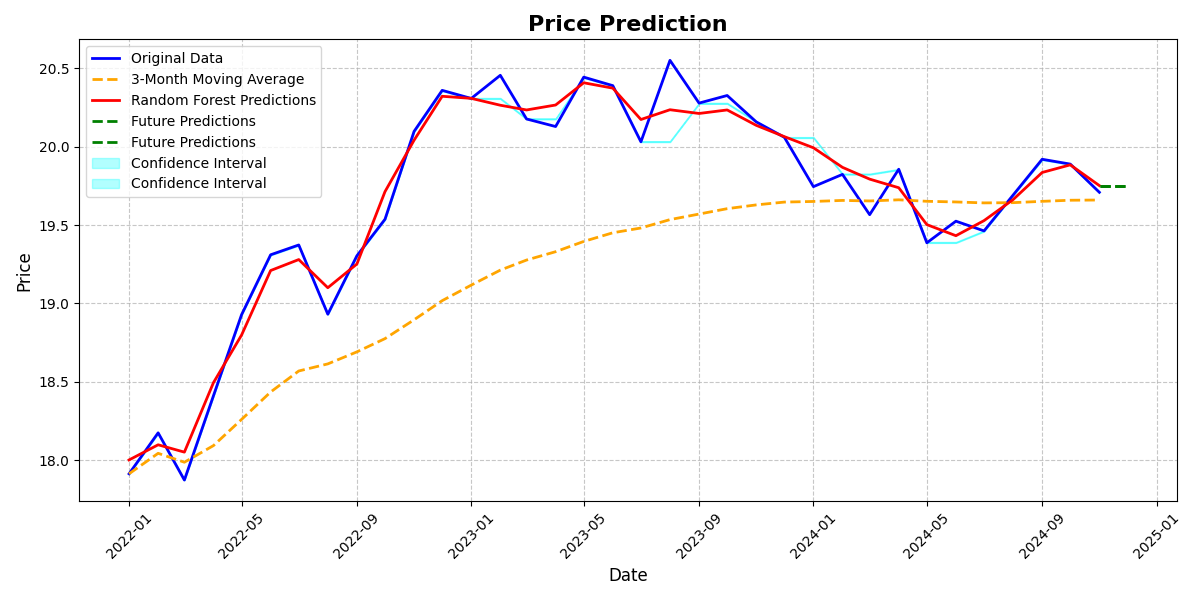 Price Prediction
Original Data
3-Month Moving Average
Random Forest Predictions
Future Predictions
Future Predictions
Confidence Interval
Confidence Interval
Price
20.5
20.0
19.5
19.0
18.5
18.0
2022-01
2022-05
2022-09
2023-01
2023-05
2023-09
2024-01
2024-05
2024-09
2025-01
Date